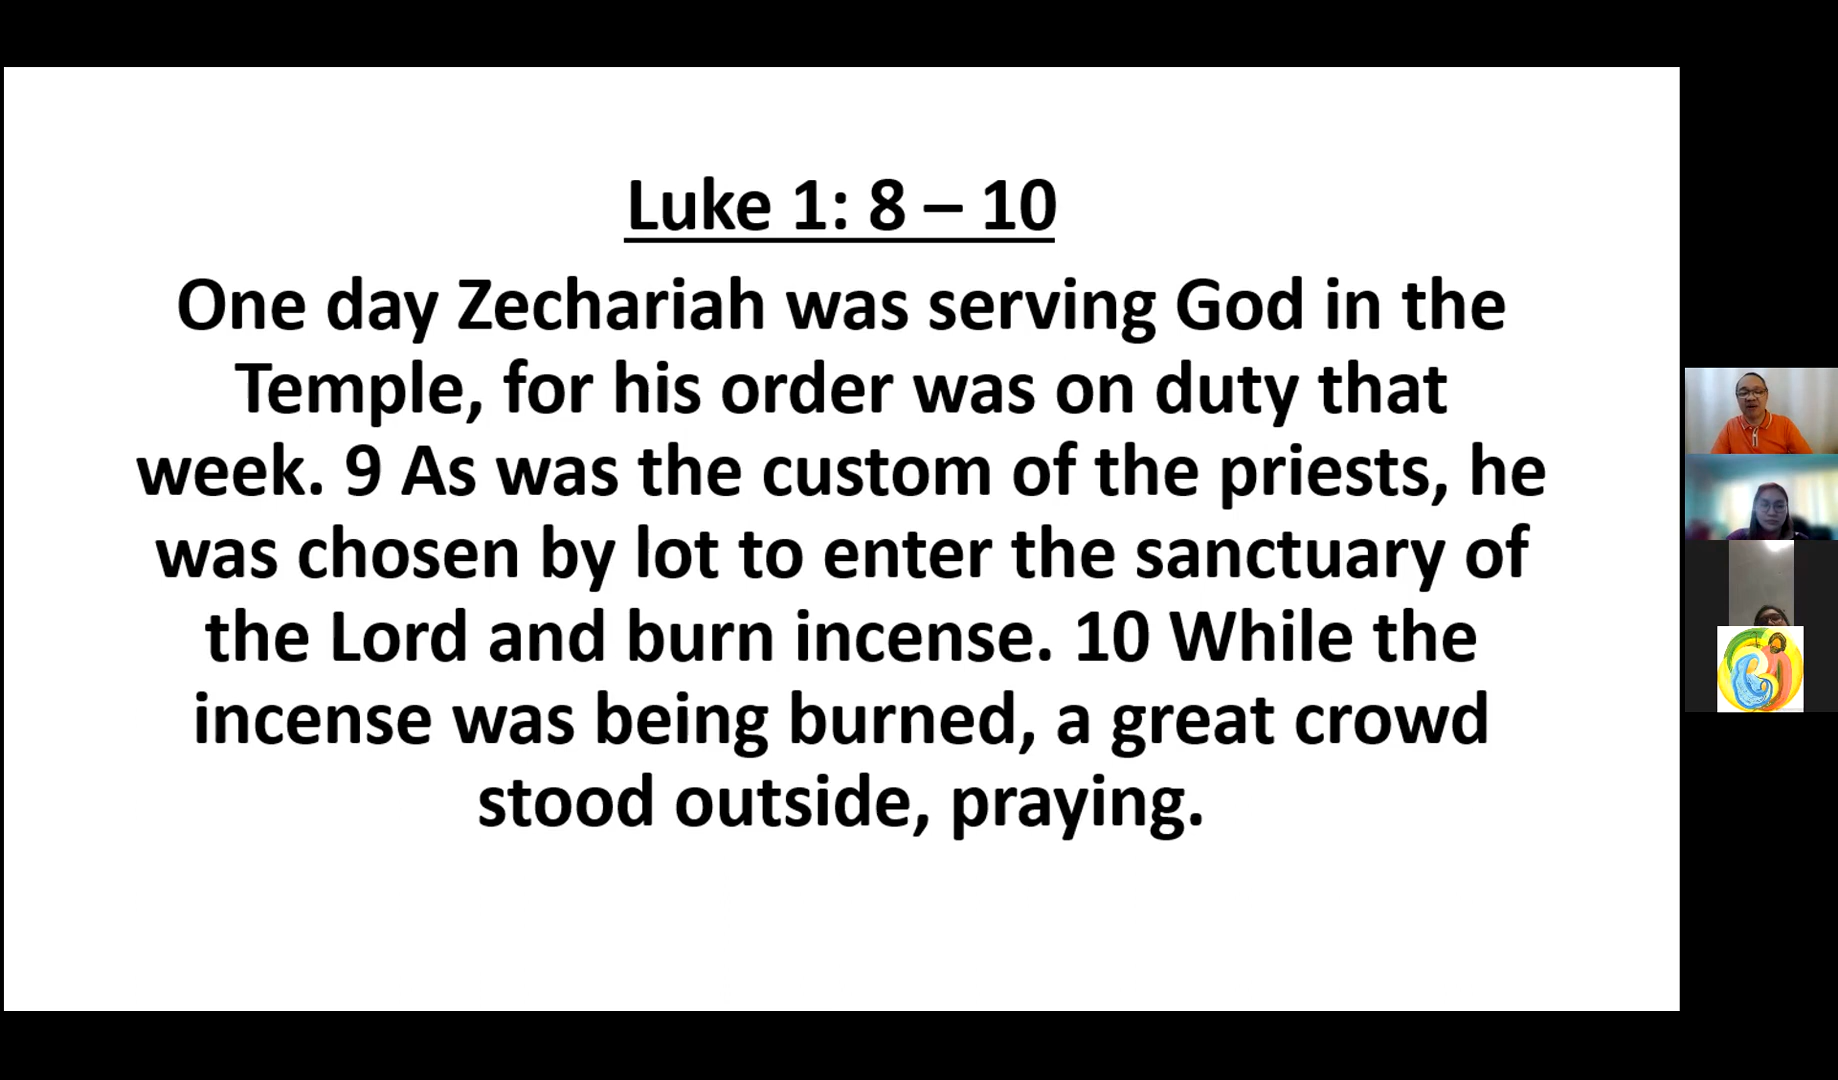 Luke 1: 8 – 10
One day Zechariah was serving God in the
Temple, for his order was on duty that
week. 9 As was the custom of the priests, he
was chosen by lot to enter the sanctuary of
the Lord and burn incense. 10 While the
incense was being burned, a great crowd
stood outside, praying.